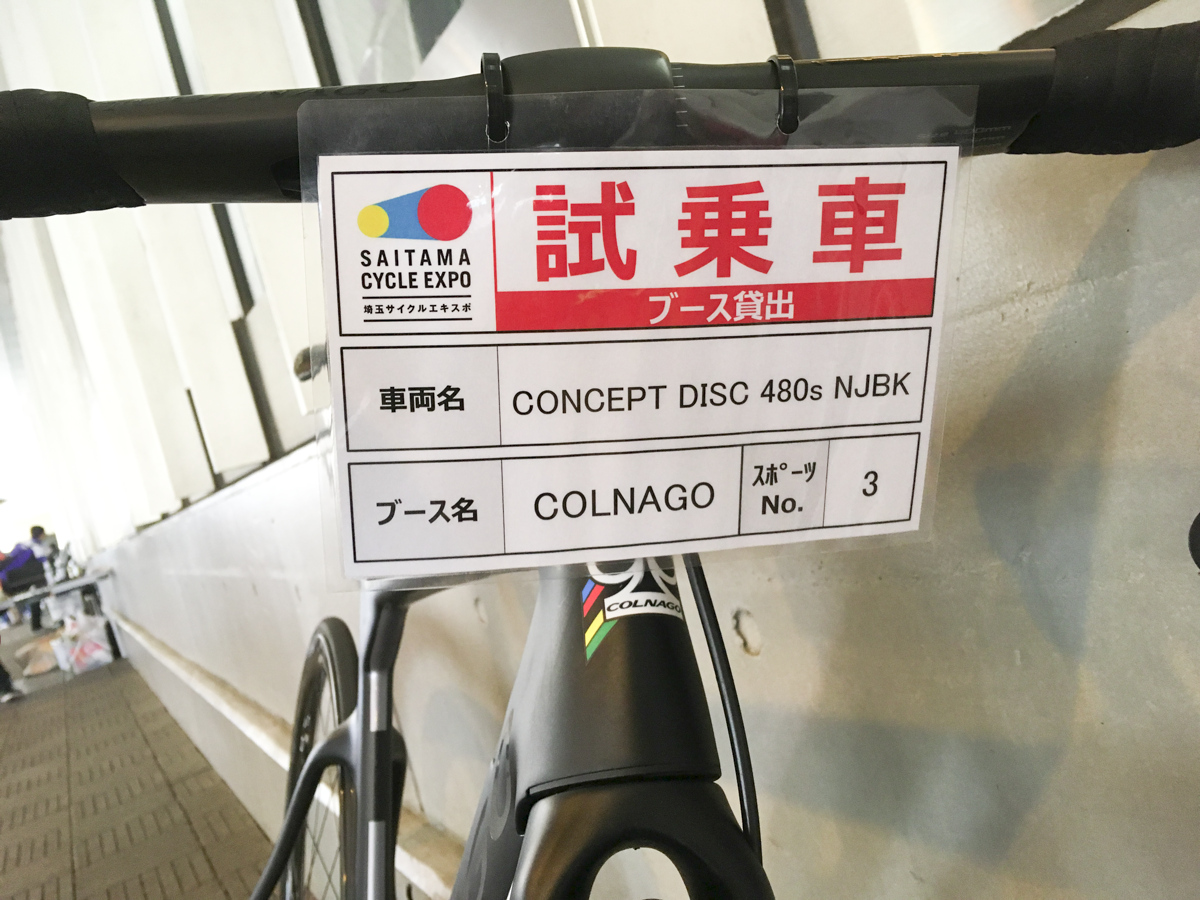 SAITAMA
CYCLE EXPO
埼玉サイクルエキスポ
試乗車
ブース貸出
車両名
CONCEPT DISC 480s NJBK
ブース名
COLNAGO
ｽﾎﾟｰﾂ
No.
3
COLNAGO